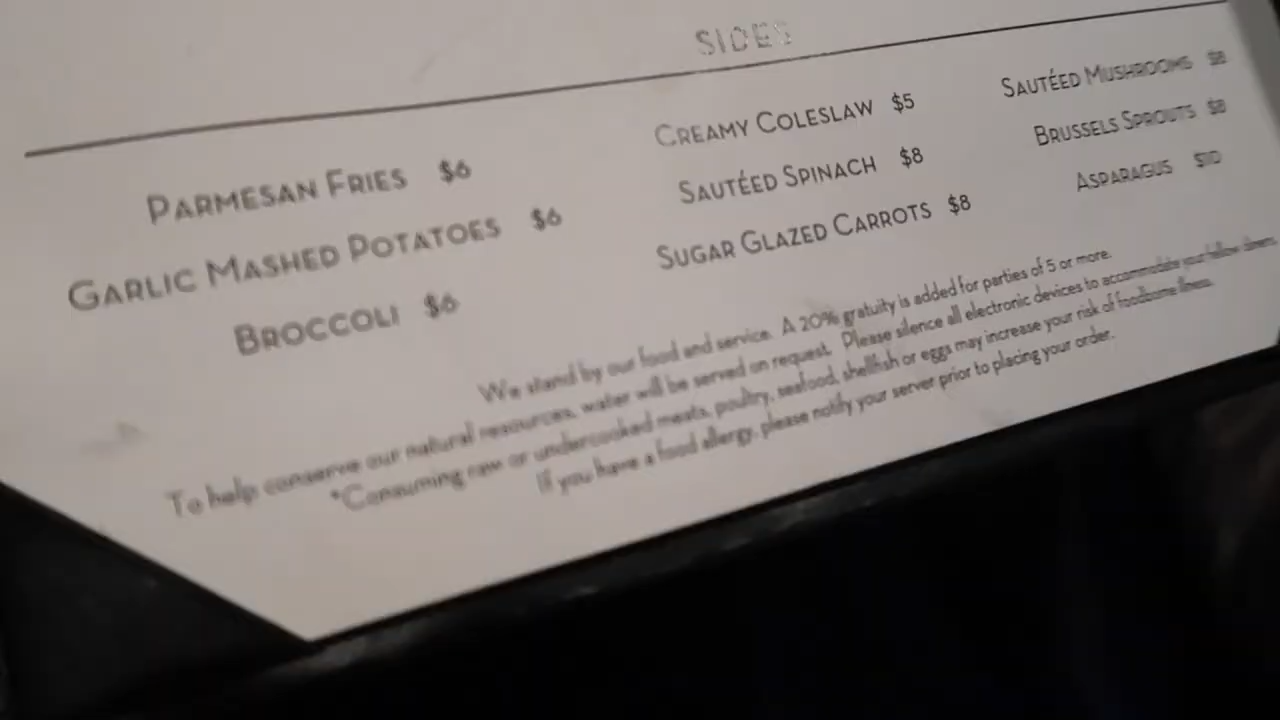 SIDES
PARMESAN FRIES $6
GARLIC MASHED POTATOES $6
BROCCOLI $6
CREAMY COLESLAW $5
SAUTÉED SPINACH $8
SUGAR GLAZED CARROTS $8
SAUTÉED MUSHROOMS $8
BRUSSELS SPROUTS $8
ASPARAGUS $10
We stand by our food and service. A 20% gratuity is added for parties of 5 or more.
To help conserve our natural resources, water will be served on request. Please silence all electronic devices to accommodate your fellow diners.
*Consuming raw or undercooked meats, poultry, seafood, shellfish or eggs may increase your risk of foodborne illness.
If you have a food allergy, please notify your server prior to placing your order.